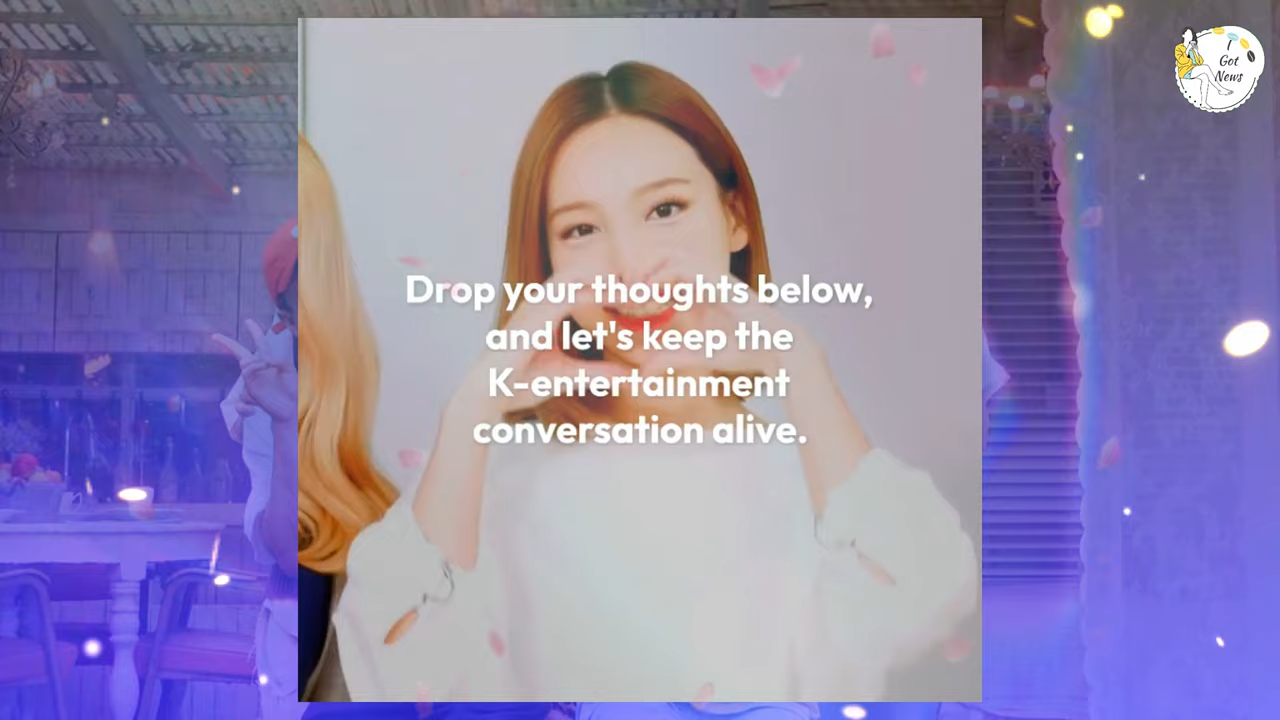 I
Got
News
Drop your thoughts below,
and let's keep the
K-entertainment
conversation alive.